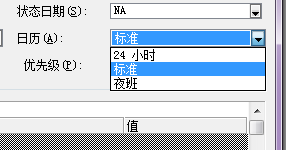 状态日期(S): NA
日历(A): 标准
24 小时
标准
优先级(P):
夜班
值